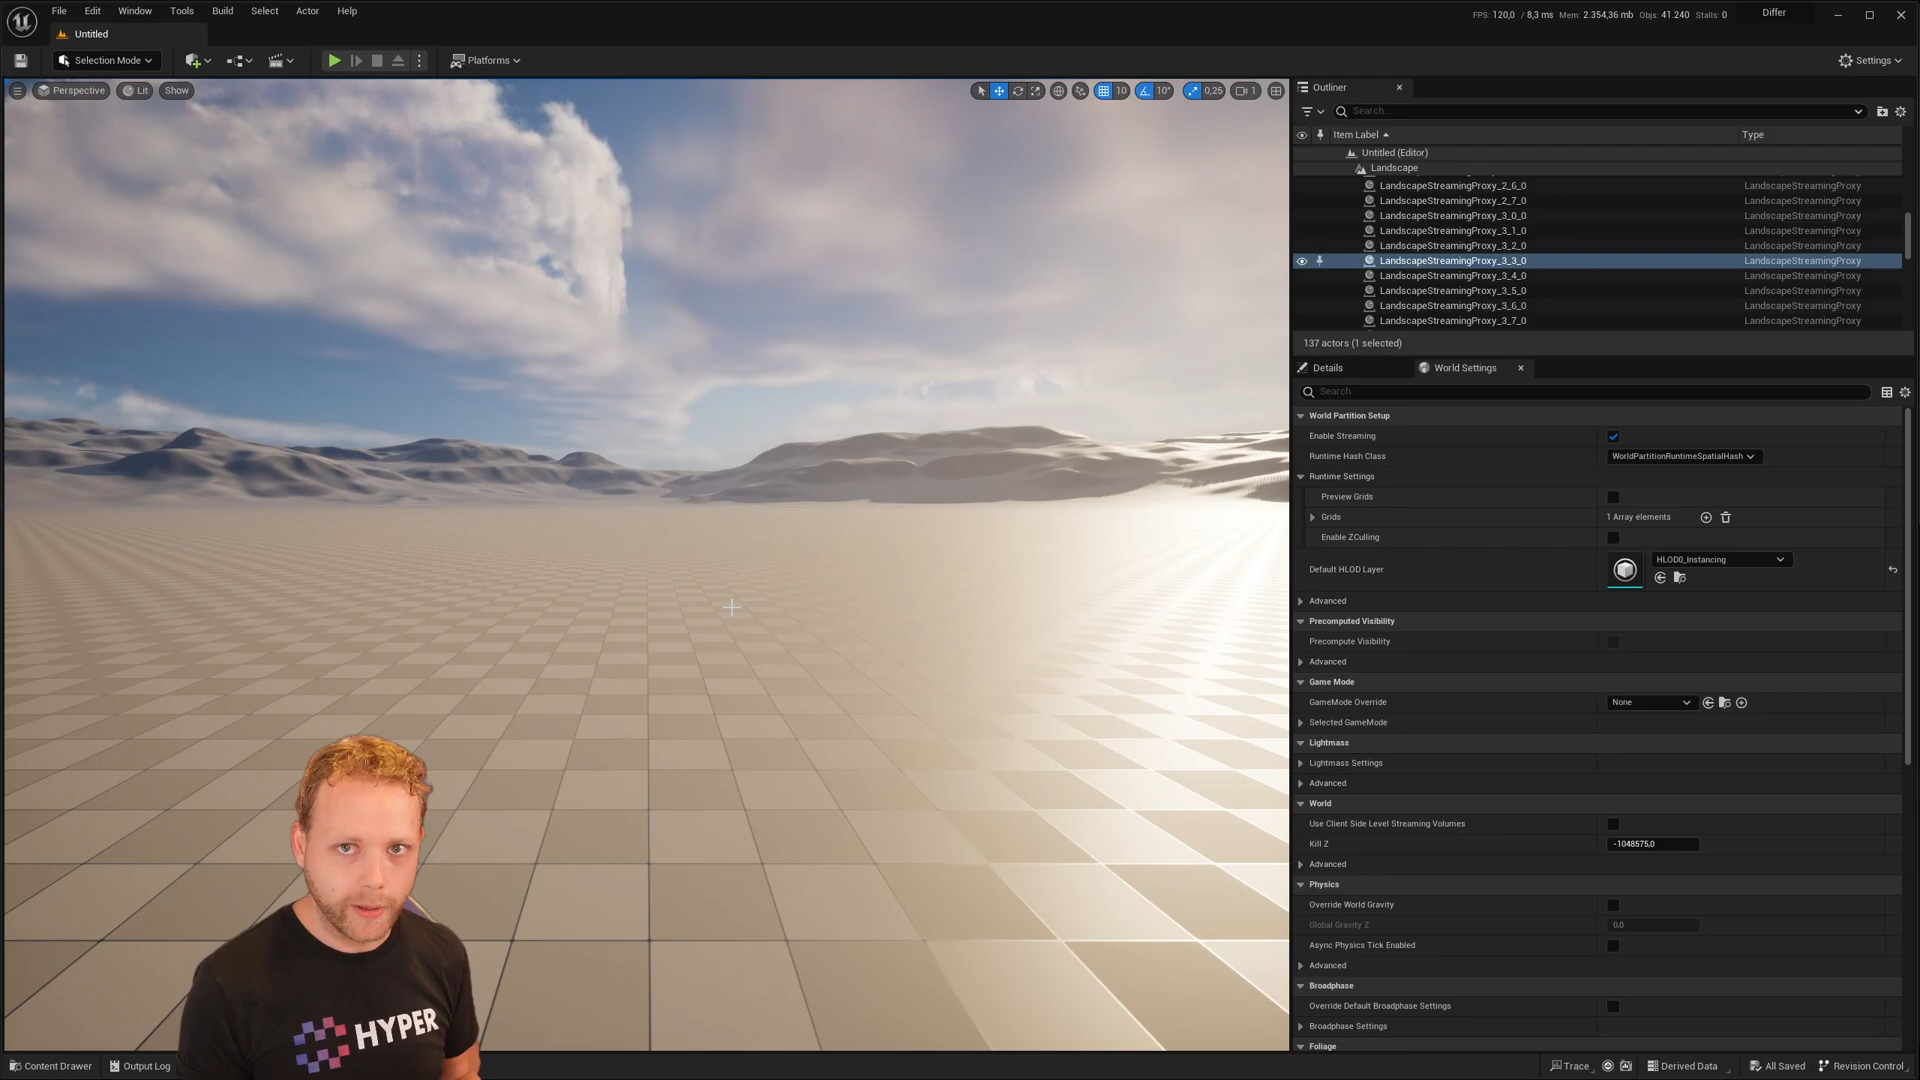 File Edit Window Tools Build Select Actor Help
FPS: 120,0 / 8,3 ms Mem: 2.354,36 mb Objs: 41.240 Stalls: 0
Differ
Untitled
Selection Mode
Platforms
Settings
Perspective Lit Show
10 10° 0,25 1
Outliner
Search...
Item Label Type
Untitled (Editor)
Landscape
LandscapeStreamingProxy_2_6_0 LandscapeStreamingProxy
LandscapeStreamingProxy_2_7_0 LandscapeStreamingProxy
LandscapeStreamingProxy_3_0_0 LandscapeStreamingProxy
LandscapeStreamingProxy_3_1_0 LandscapeStreamingProxy
LandscapeStreamingProxy_3_2_0 LandscapeStreamingProxy
LandscapeStreamingProxy_3_3_0 LandscapeStreamingProxy
LandscapeStreamingProxy_3_4_0 LandscapeStreamingProxy
LandscapeStreamingProxy_3_5_0 LandscapeStreamingProxy
LandscapeStreamingProxy_3_6_0 LandscapeStreamingProxy
LandscapeStreamingProxy_3_7_0 LandscapeStreamingProxy
137 actors (1 selected)
Details World Settings
Search
World Partition Setup
Enable Streaming
Runtime Hash Class WorldPartitionRuntimeSpatialHash
Runtime Settings
Preview Grids
Grids 1 Array elements
Enable ZCulling
Default HLOD Layer HLOD0_Instancing
Advanced
Precomputed Visibility
Precompute Visibility
Advanced
Game Mode
GameMode Override None
Selected GameMode
Lightmass
Lightmass Settings
Advanced
World
Use Client Side Level Streaming Volumes
Kill Z -1048575,0
Advanced
Physics
Override World Gravity
Global Gravity Z 0,0
Async Physics Tick Enabled
Advanced
Broadphase
Override Default Broadphase Settings
Broadphase Settings
Foliage
HYPER
Content Drawer Output Log
Trace Derived Data All Saved Revision Control